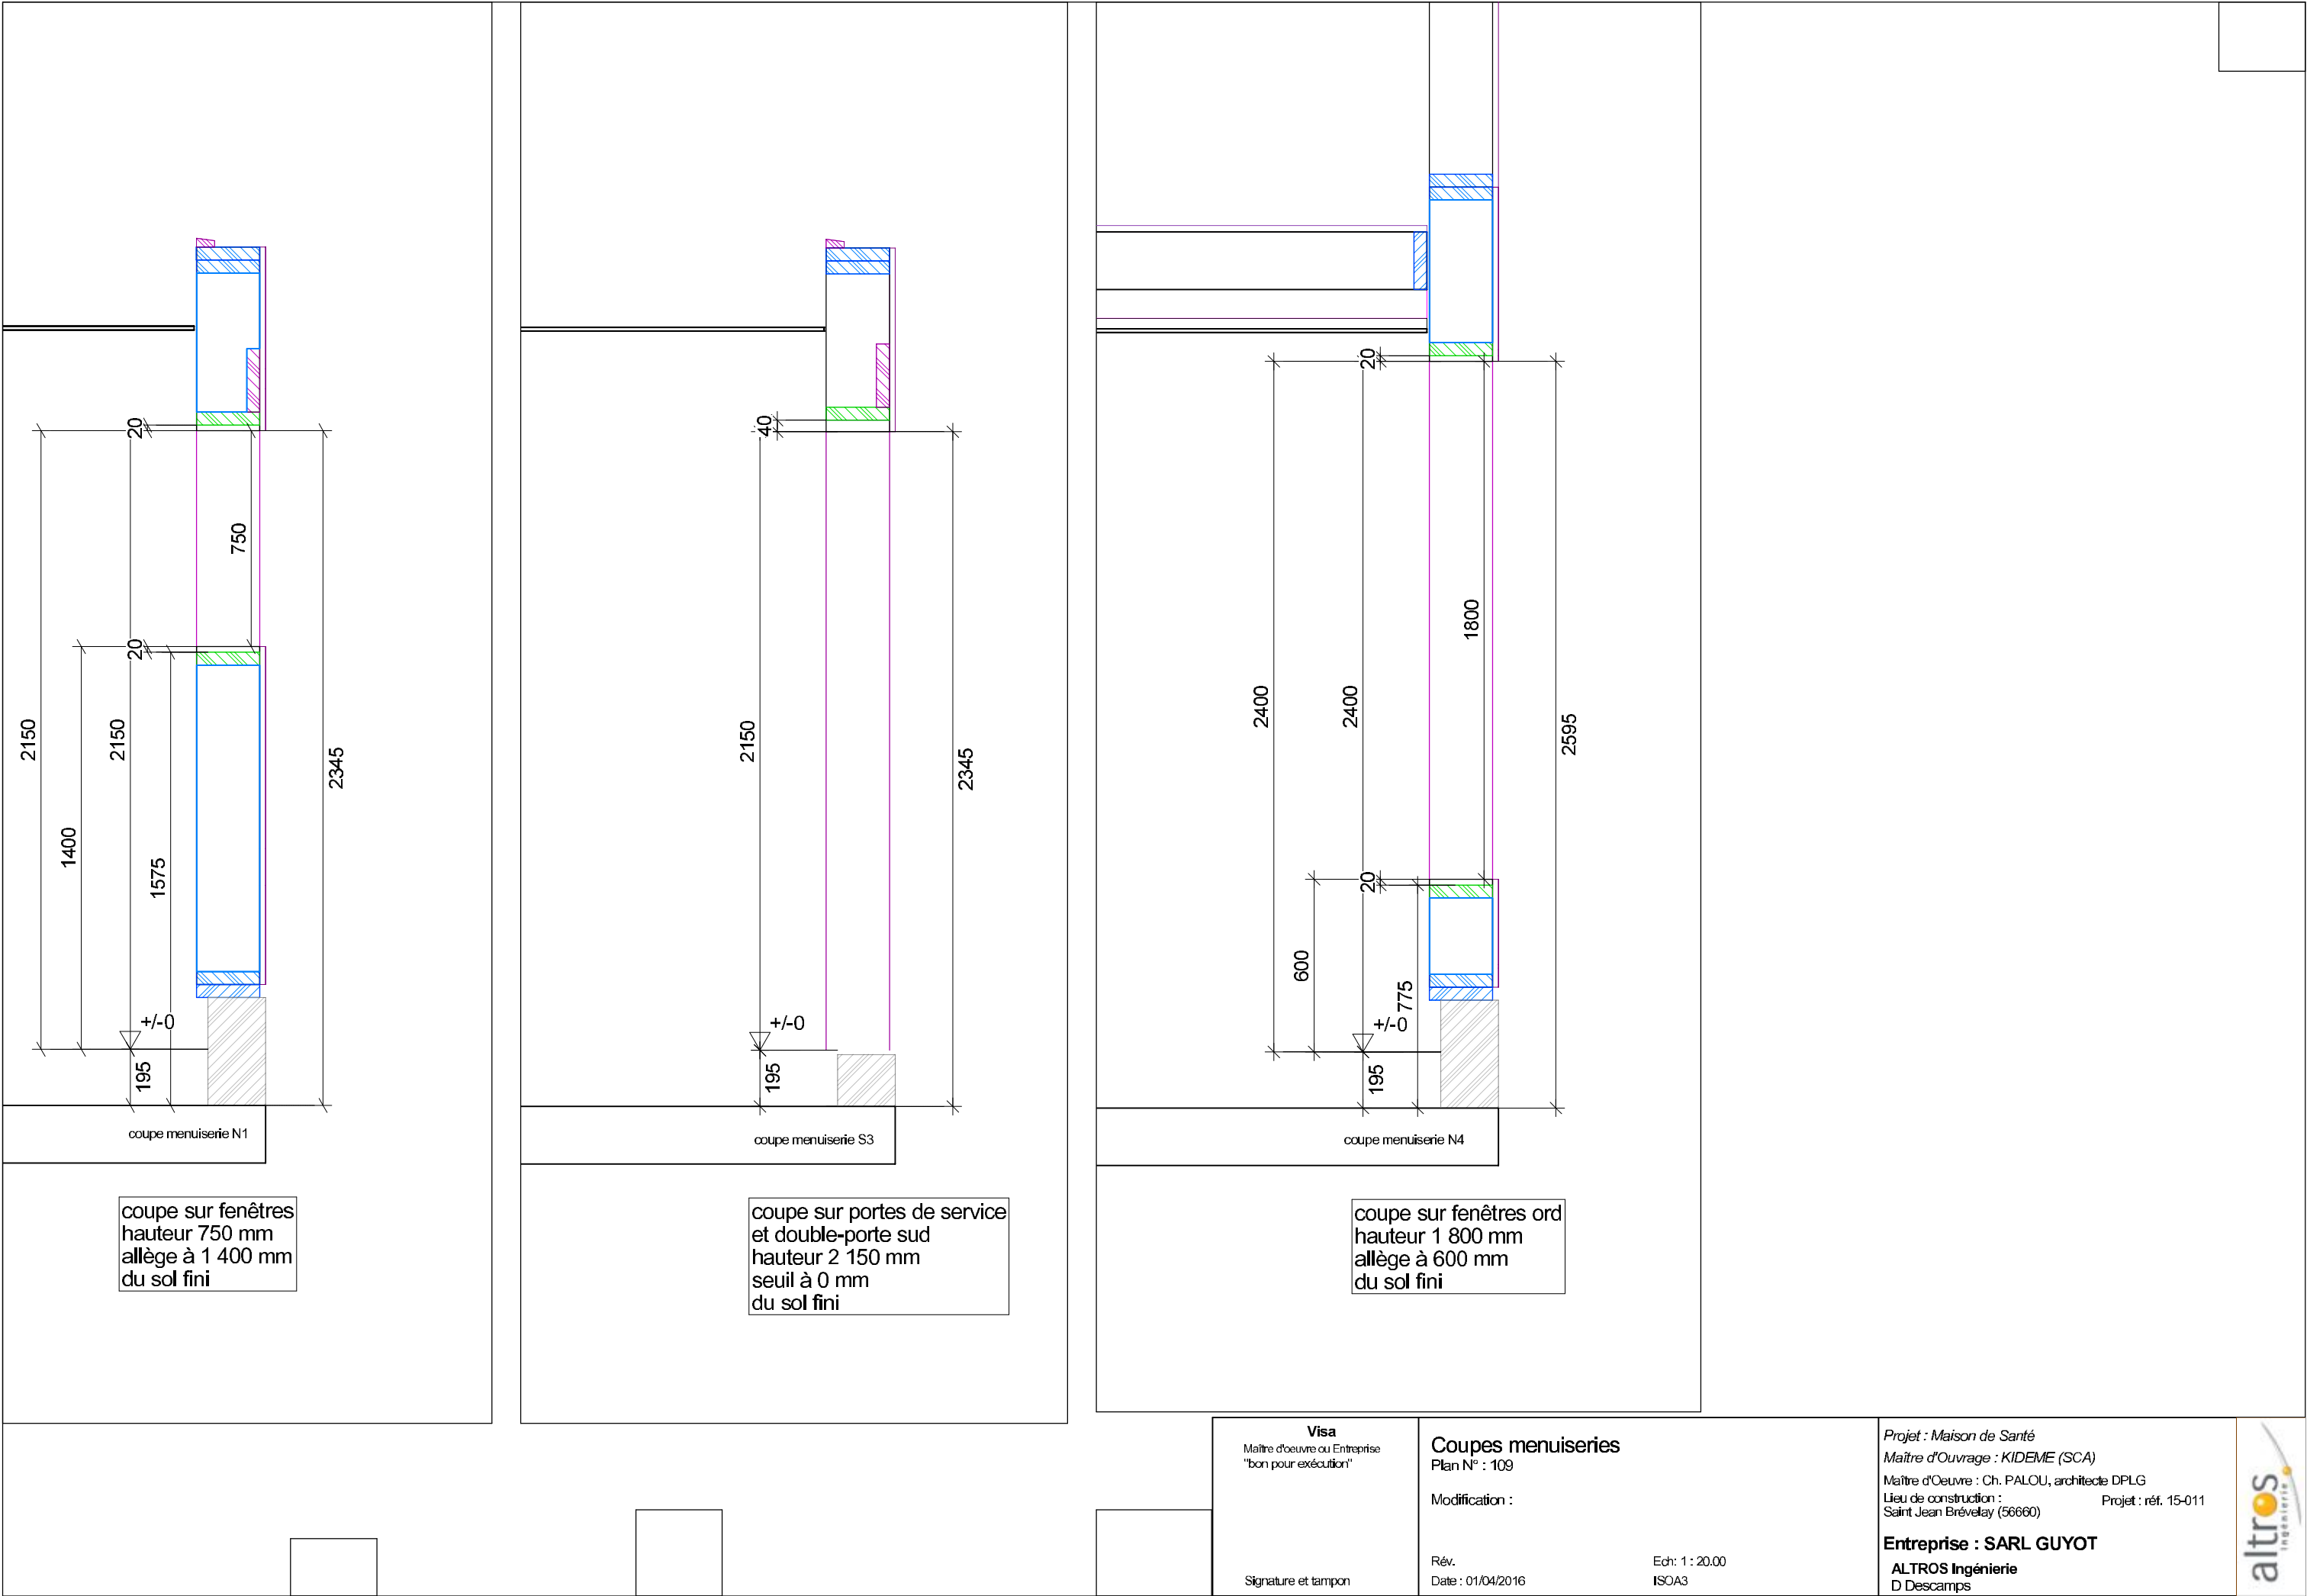 20
750
20
2150
2150
1400
1575
2345
+/-0
195
coupe menuiserie N1
coupe sur fenêtres
hauteur 750 mm
allège à 1 400 mm
du sol fini
40
2150
2345
+/-0
195
coupe menuiserie S3
coupe sur portes de service
et double-porte sud
hauteur 2 150 mm
seuil à 0 mm
du sol fini
20
1800
2400
2400
2595
20
600
775
+/-0
195
coupe menuiserie N4
coupe sur fenêtres ord
hauteur 1 800 mm
allège à 600 mm
du sol fini
Visa
Maître d'oeuvre ou Entreprise
"bon pour exécution"
Signature et tampon
Coupes menuiseries
Plan N° : 109
Modification :
Rév.
Ech: 1 : 20.00
Date : 01/04/2016
ISOA3
Projet : Maison de Santé
Maître d'Ouvrage : KIDEME (SCA)
Maître d'Oeuvre : Ch. PALOU, architecte DPLG
Lieu de construction :
Projet : réf. 15-011
Saint Jean Brévelay (56660)
Entreprise : SARL GUYOT
ALTROS Ingénierie
D Descamps
altros
Ingénierie